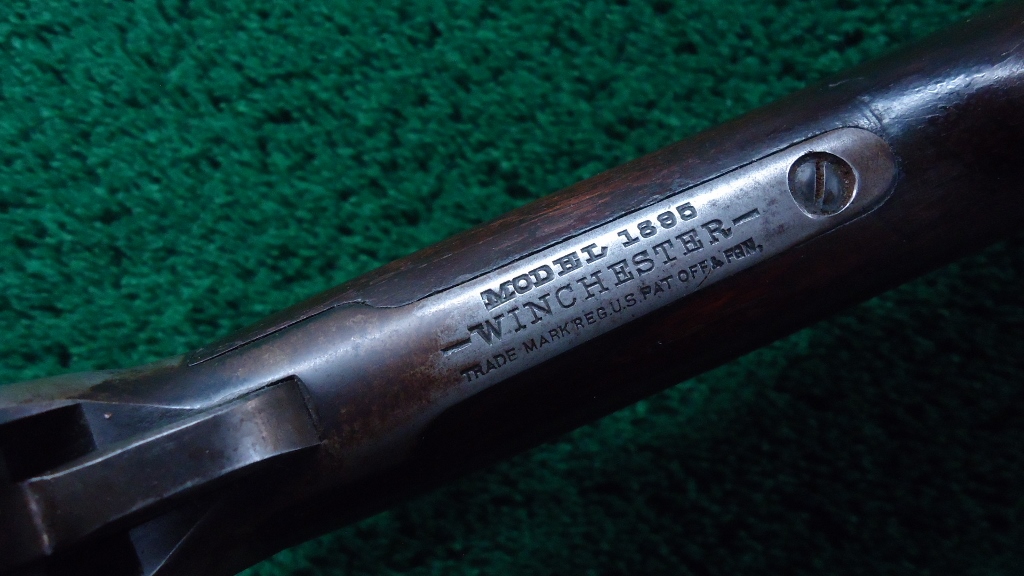 MODEL 1895
—WINCHESTER—
TRADE MARK REG. U.S. PAT OFF. & FGN,